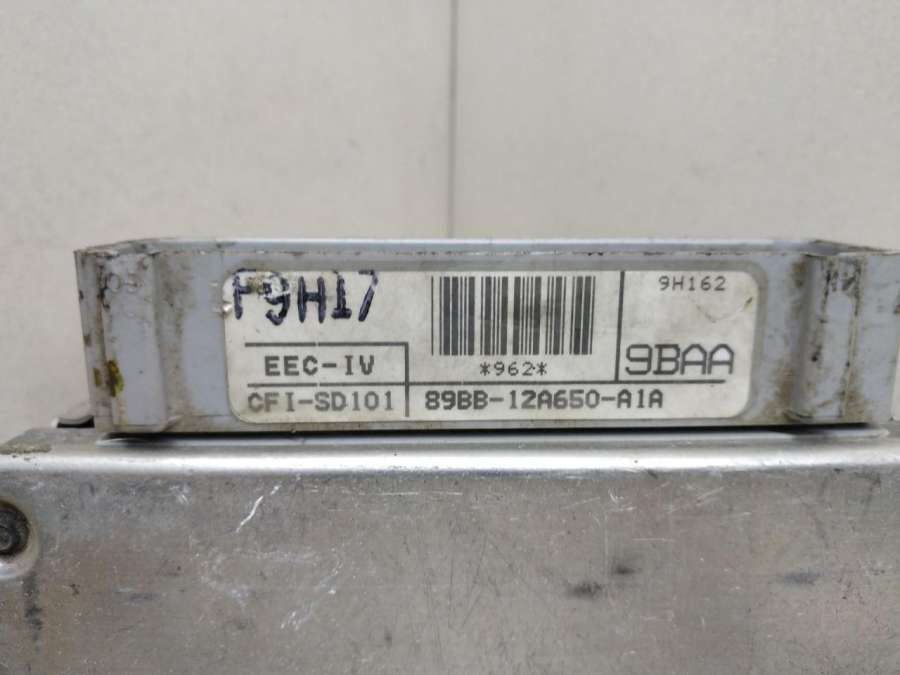 F9H17
9H162
*962*
9BAA
EEC-IV
CFI-SD101
89BB-12A650-A1A